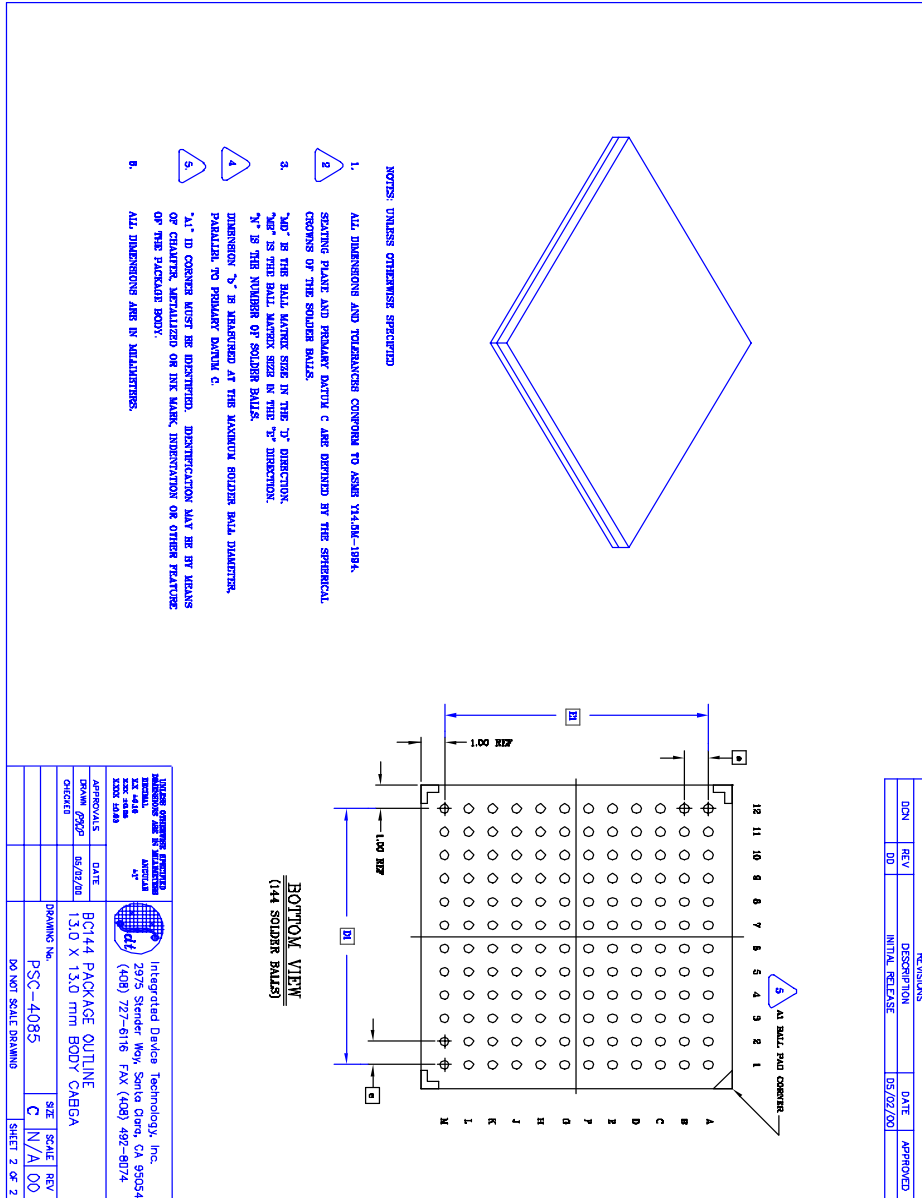 REVISIONS
DCN REV DESCRIPTION DATE APPROVED
00 INITIAL RELEASE 05/02/00
5 A1 BALL PAD CORNER
12 11 10 9 8 7 6 5 4 3 2 1
A
B
C
D
E
F
G
H
J
K
L
M
e
E1
1.00 REF
1.00 REF
D1
e
BOTTOM VIEW
(144 SOLDER BALLS)
NOTES: UNLESS OTHERWISE SPECIFIED
1. ALL DIMENSIONS AND TOLERANCES CONFORM TO ASME Y14.5M-1994.
2 SEATING PLANE AND PRIMARY DATUM C ARE DEFINED BY THE SPHERICAL
CROWNS OF THE SOLDER BALLS.
3. "MD" IS THE BALL MATRIX SIZE IN THE "D" DIRECTION.
"ME" IS THE BALL MATRIX SIZE IN THE "E" DIRECTION.
"N" IS THE NUMBER OF SOLDER BALLS.
4 DIMENSION "b" IS MEASURED AT THE MAXIMUM SOLDER BALL DIAMETER,
PARALLEL TO PRIMARY DATUM C.
5. "A1" ID CORNER MUST BE IDENTIFIED. IDENTIFICATION MAY BE BY MEANS
OF CHAMFER, METALLIZED OR INK MARK, INDENTATION OR OTHER FEATURE
OF THE PACKAGE BODY.
6. ALL DIMENSIONS ARE IN MILLIMETERS.
UNLESS OTHERWISE SPECIFIED
DIMENSIONS ARE IN MILLIMETERS
DECIMAL ANGULAR
APPROVALS DATE
DRAWN 05/02/00
CHECKED
idt
Integrated Device Technology, Inc.
2975 Stender Way, Santa Clara, CA 95054
(408) 727-6116 FAX (408) 492-8074
BC144 PACKAGE OUTLINE
13.0 X 13.0 mm BODY CABGA
DRAWING No. SIZE SCALE REV
PSC-4085 C N/A 00
DO NOT SCALE DRAWING SHEET 2 OF 2